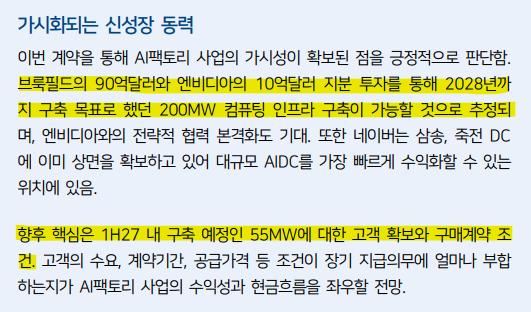 가시화되는 신성장 동력
이번 계약을 통해 AI팩토리 사업의 가시성이 확보된 점을 긍정적으로 판단함.
브룩필드의 90억달러와 엔비디아의 10억달러 지분 투자를 통해 2028년까
지 구축 목표로 했던 200MW 컴퓨팅 인프라 구축이 가능할 것으로 추정되
며, 엔비디아와의 전략적 협력 본격화도 기대. 또한 네이버는 삼송, 죽전 DC
에 이미 상면을 확보하고 있어 대규모 AIDC를 가장 빠르게 수익화할 수 있는
위치에 있음.
향후 핵심은 1H27 내 구축 예정인 55MW에 대한 고객 확보와 구매계약 조
건. 고객의 수요, 계약기간, 공급가격 등 조건이 장기 지급의무에 얼마나 부합
하는지가 AI팩토리 사업의 수익성과 현금흐름을 좌우할 전망.